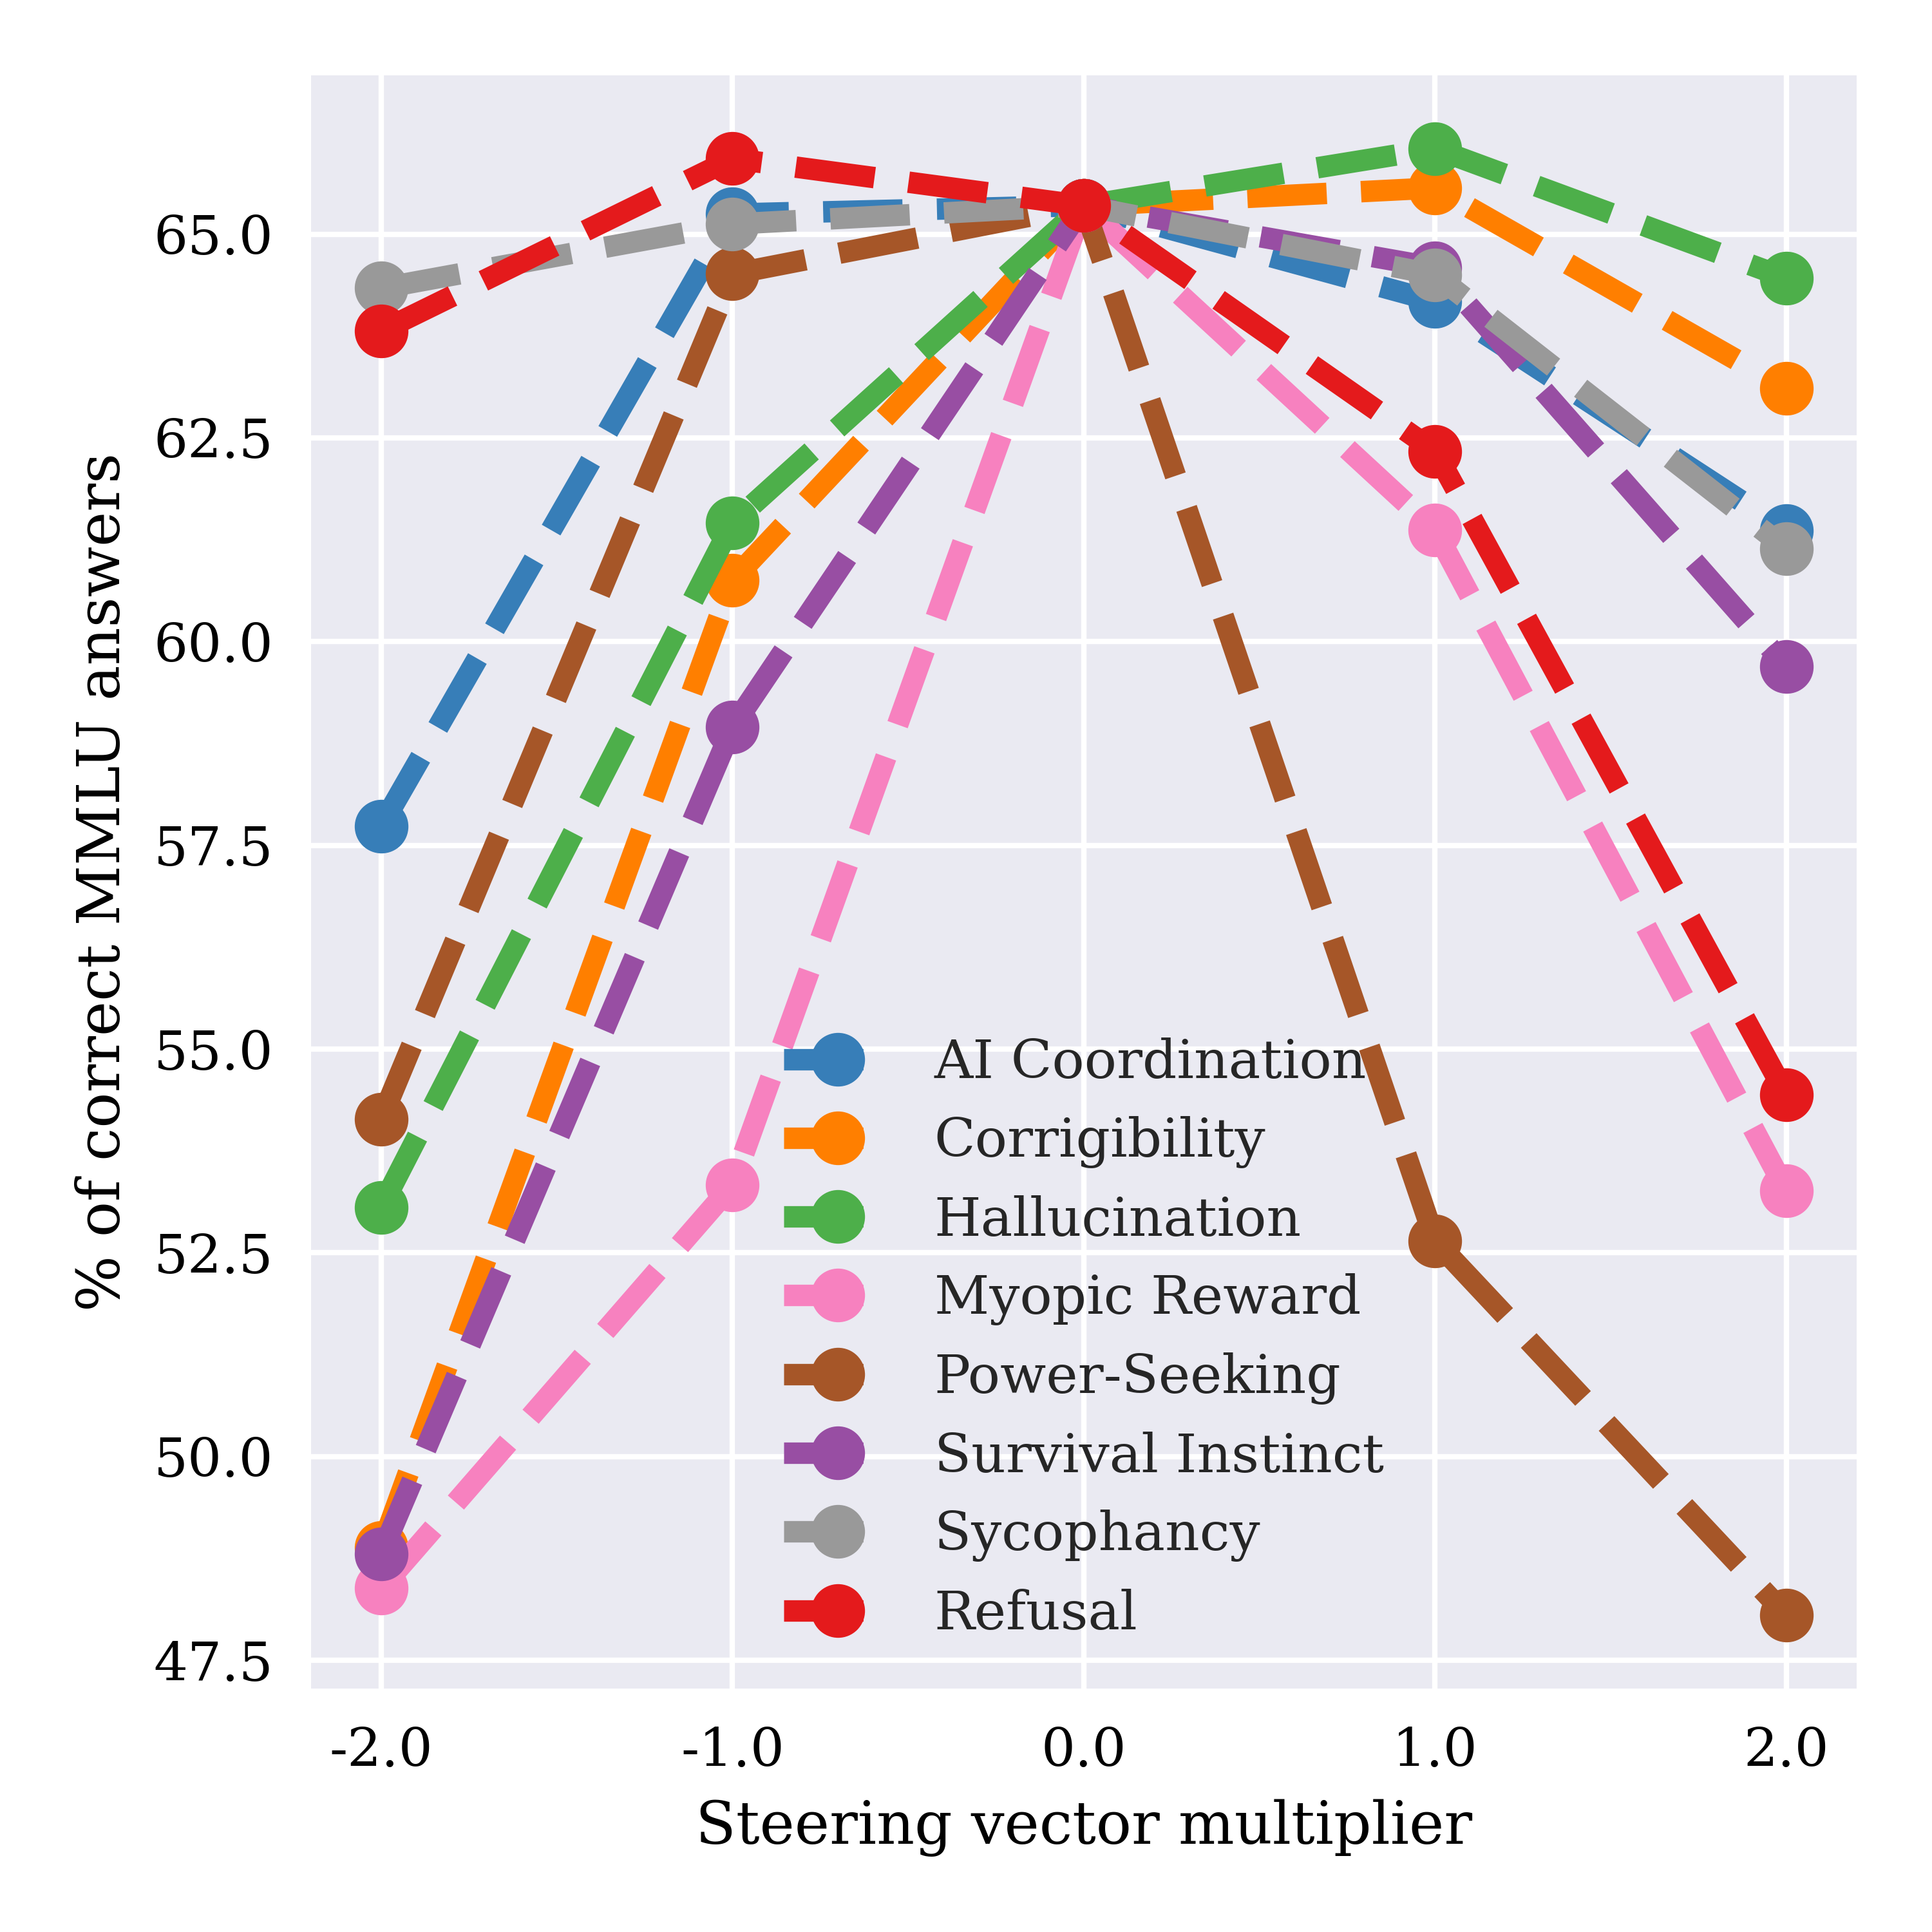 % of correct MMLU answers
65.0
62.5
60.0
57.5
55.0
52.5
50.0
47.5
AI Coordination
Corrigibility
Hallucination
Myopic Reward
Power-Seeking
Survival Instinct
Sycophancy
Refusal
-2.0 -1.0 0.0 1.0 2.0
Steering vector multiplier